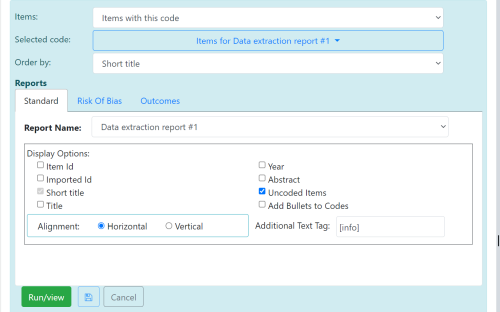 Items:
Items with this code
Selected code:
Items for Data extraction report #1
Order by:
Short title
Reports
Standard
Risk Of Bias
Outcomes
Report Name:
Data extraction report #1
Display Options:
Item Id
Year
Imported Id
Abstract
Short title
Uncoded Items
Title
Add Bullets to Codes
Alignment:
Horizontal
Vertical
Additional Text Tag:
[info]
Run/view
Cancel